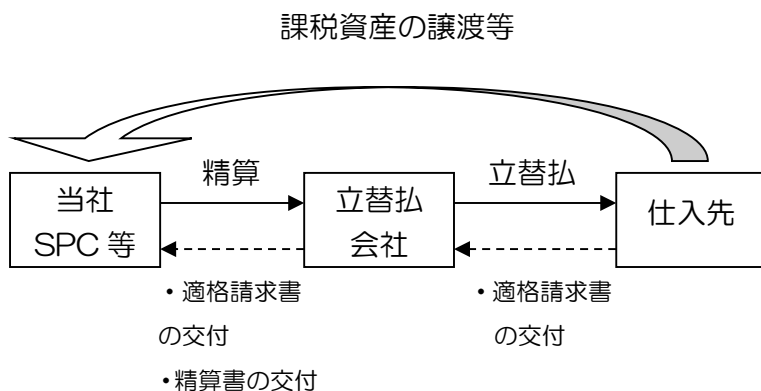 課税資産の譲渡等
精算
立替払
当社
SPC 等
立替払
会社
仕入先
・適格請求書
の交付
・精算書の交付
・適格請求書
の交付